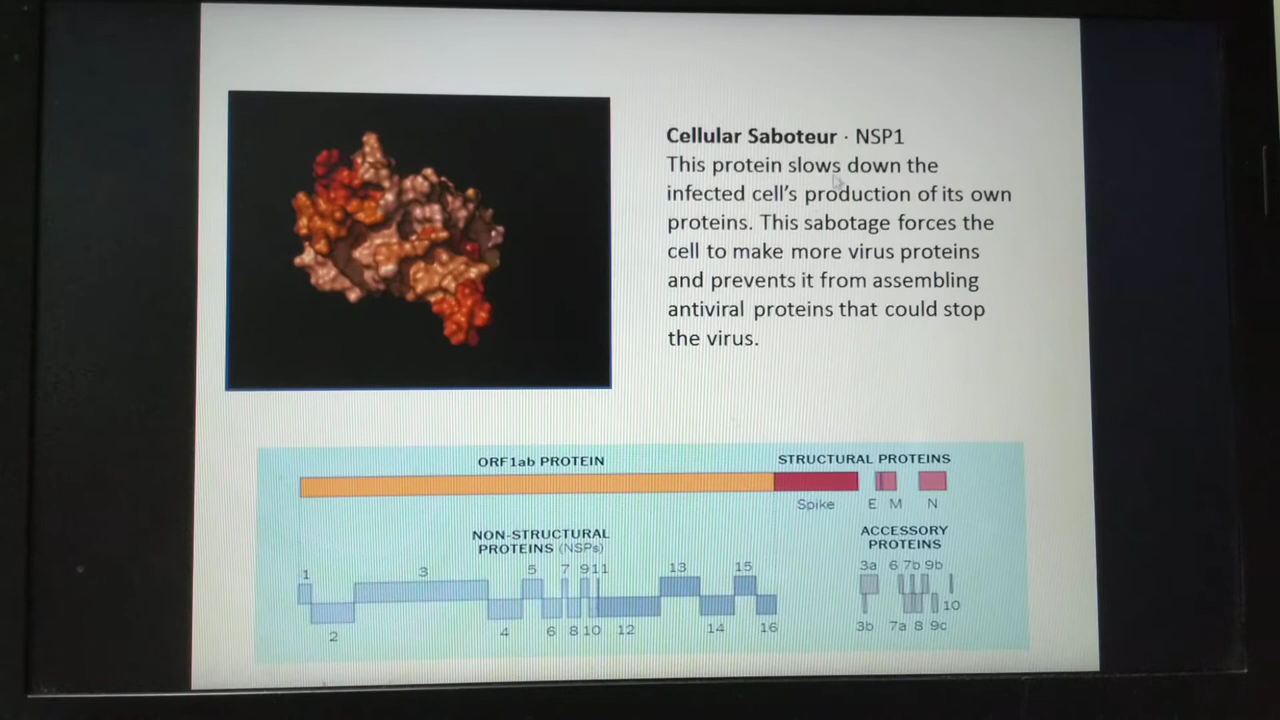 Cellular Saboteur · NSP1
This protein slows down the
infected cell's production of its own
proteins. This sabotage forces the
cell to make more virus proteins
and prevents it from assembling
antiviral proteins that could stop
the virus.
ORF1ab PROTEIN
STRUCTURAL PROTEINS
Spike E M N
NON-STRUCTURAL
PROTEINS (NSPs)
ACCESSORY
PROTEINS
1 3 5 7 9 11 13 15
2 4 6 8 10 12 14 16
3a 6 7b 9b
10
3b 7a 8 9c